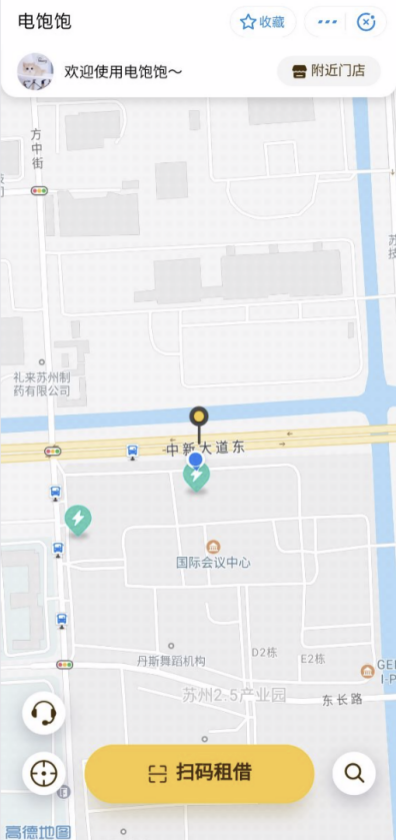 电饱饱
收藏
欢迎使用电饱饱～
附近门店
方中街
礼来苏州制
药有限公司
中新大道东
国际会议中心
丹斯舞蹈机构
D2栋
E2栋
苏州2.5产业园
东长路
扫码租借
高德地图